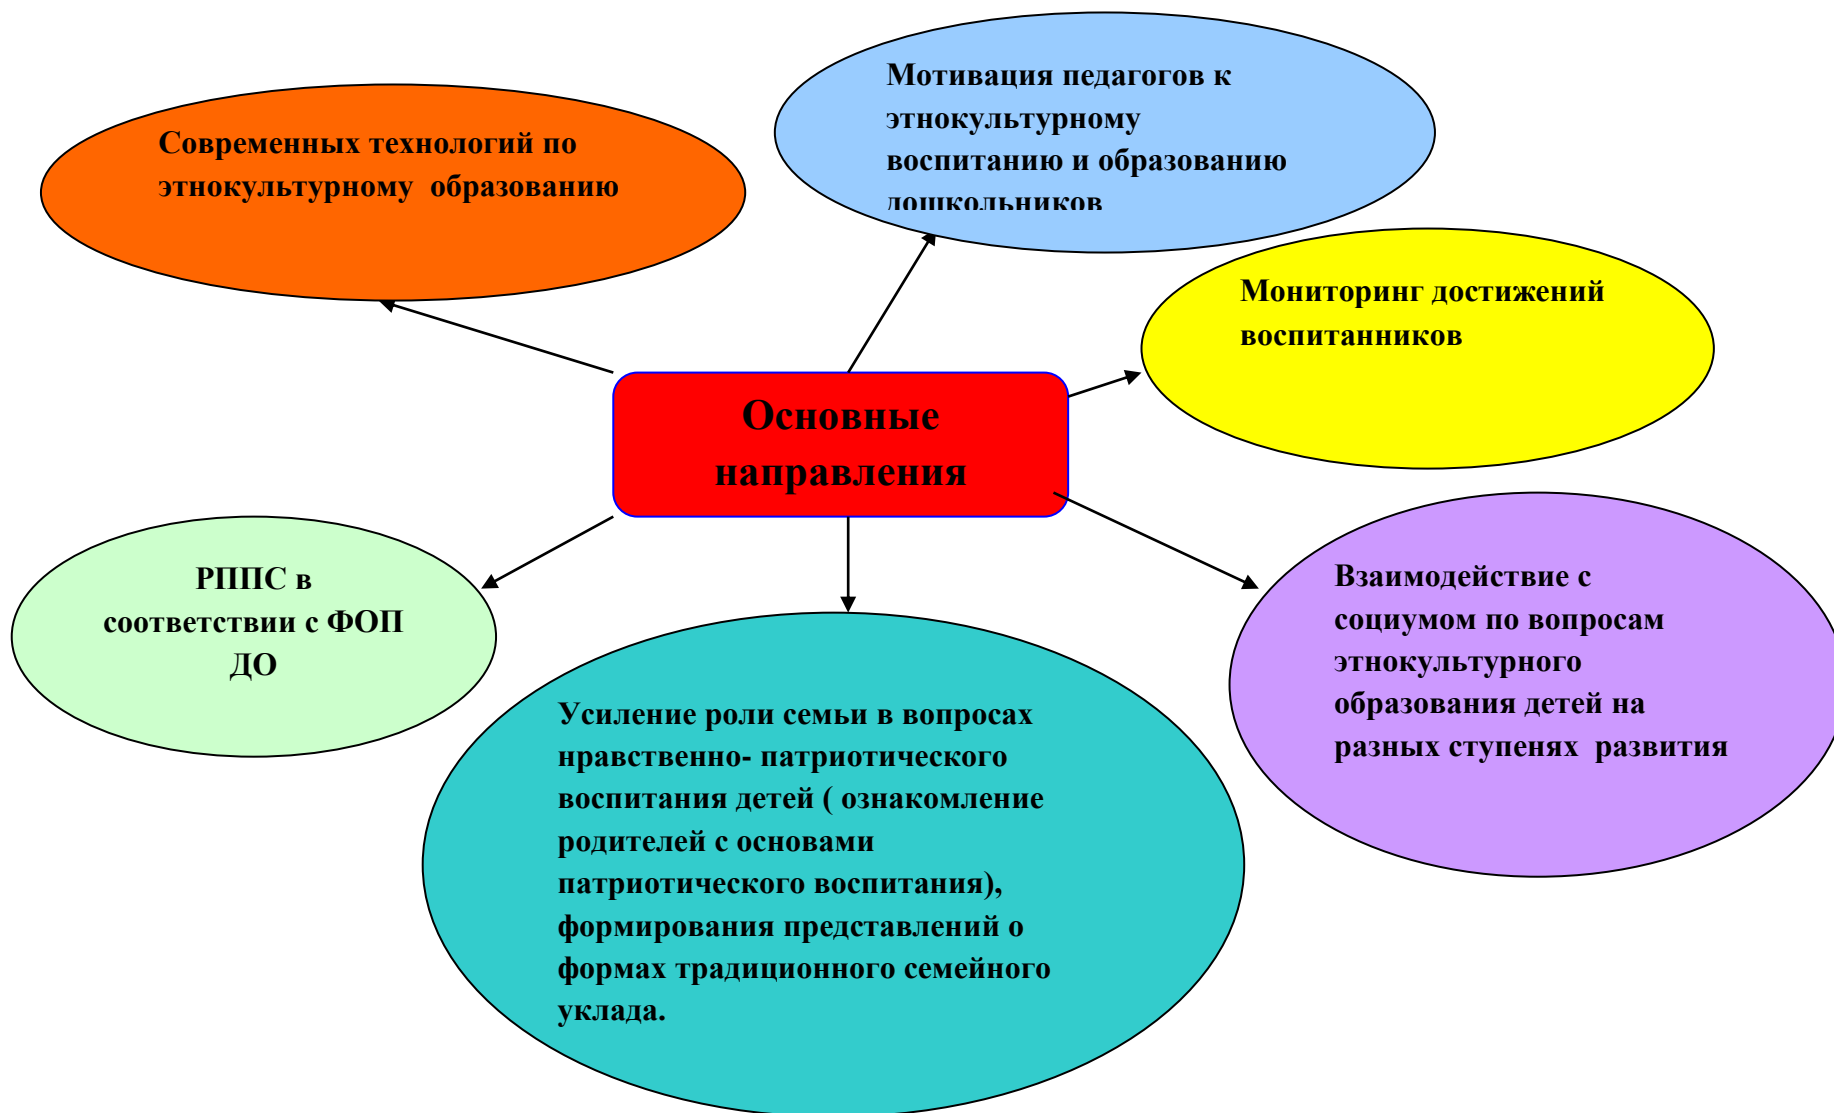 Современных технологий по
этнокультурному  образованию
Мотивация педагогов к
этнокультурному
воспитанию и образованию
дошкольников
Мониторинг достижений
воспитанников
Основные
направления
РППС в
соответствии с ФОП
ДО
Усиление роли семьи в вопросах
нравственно- патриотического
воспитания детей ( ознакомление
родителей с основами
патриотического воспитания),
формирования представлений о
формах традиционного семейного
уклада.
Взаимодействие с
социумом по вопросам
этнокультурного
образования детей на
разных ступенях  развития